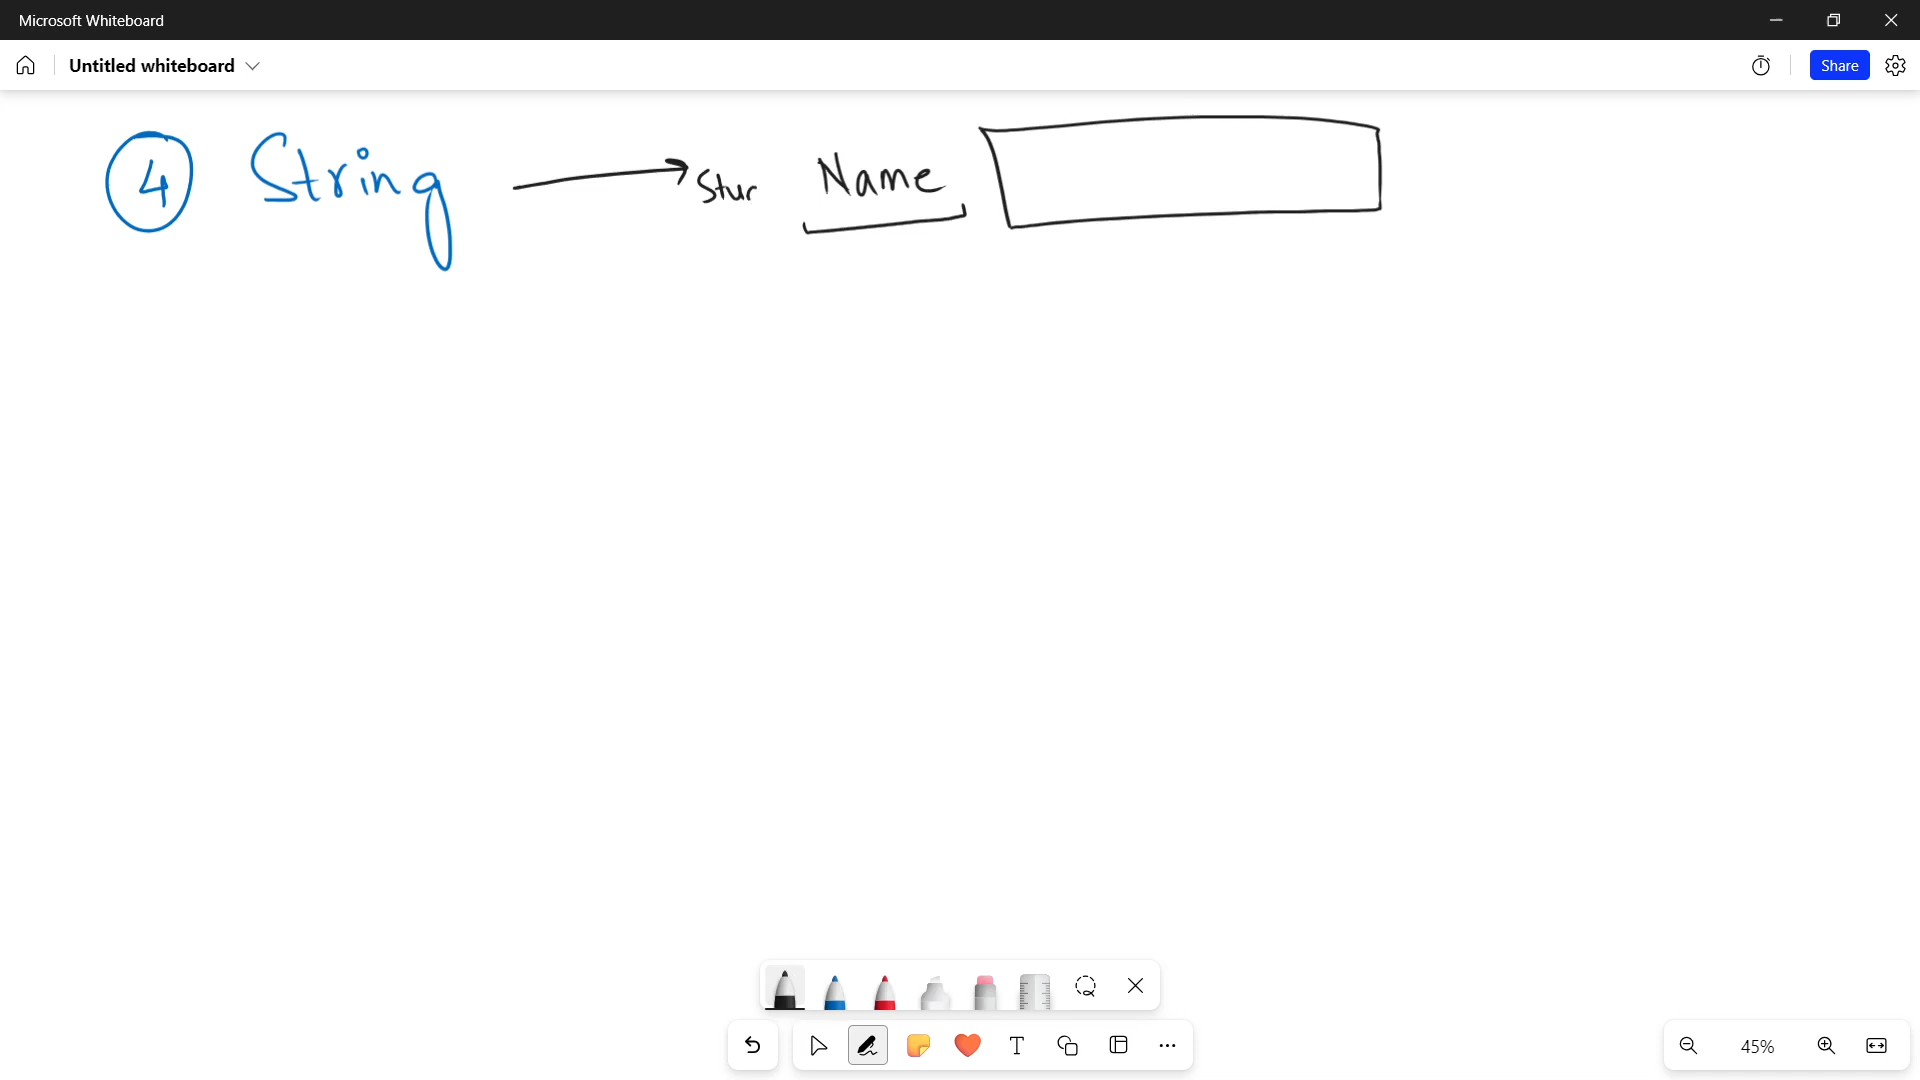 Microsoft Whiteboard
Untitled whiteboard
Share
4 String → Stur Name
45%